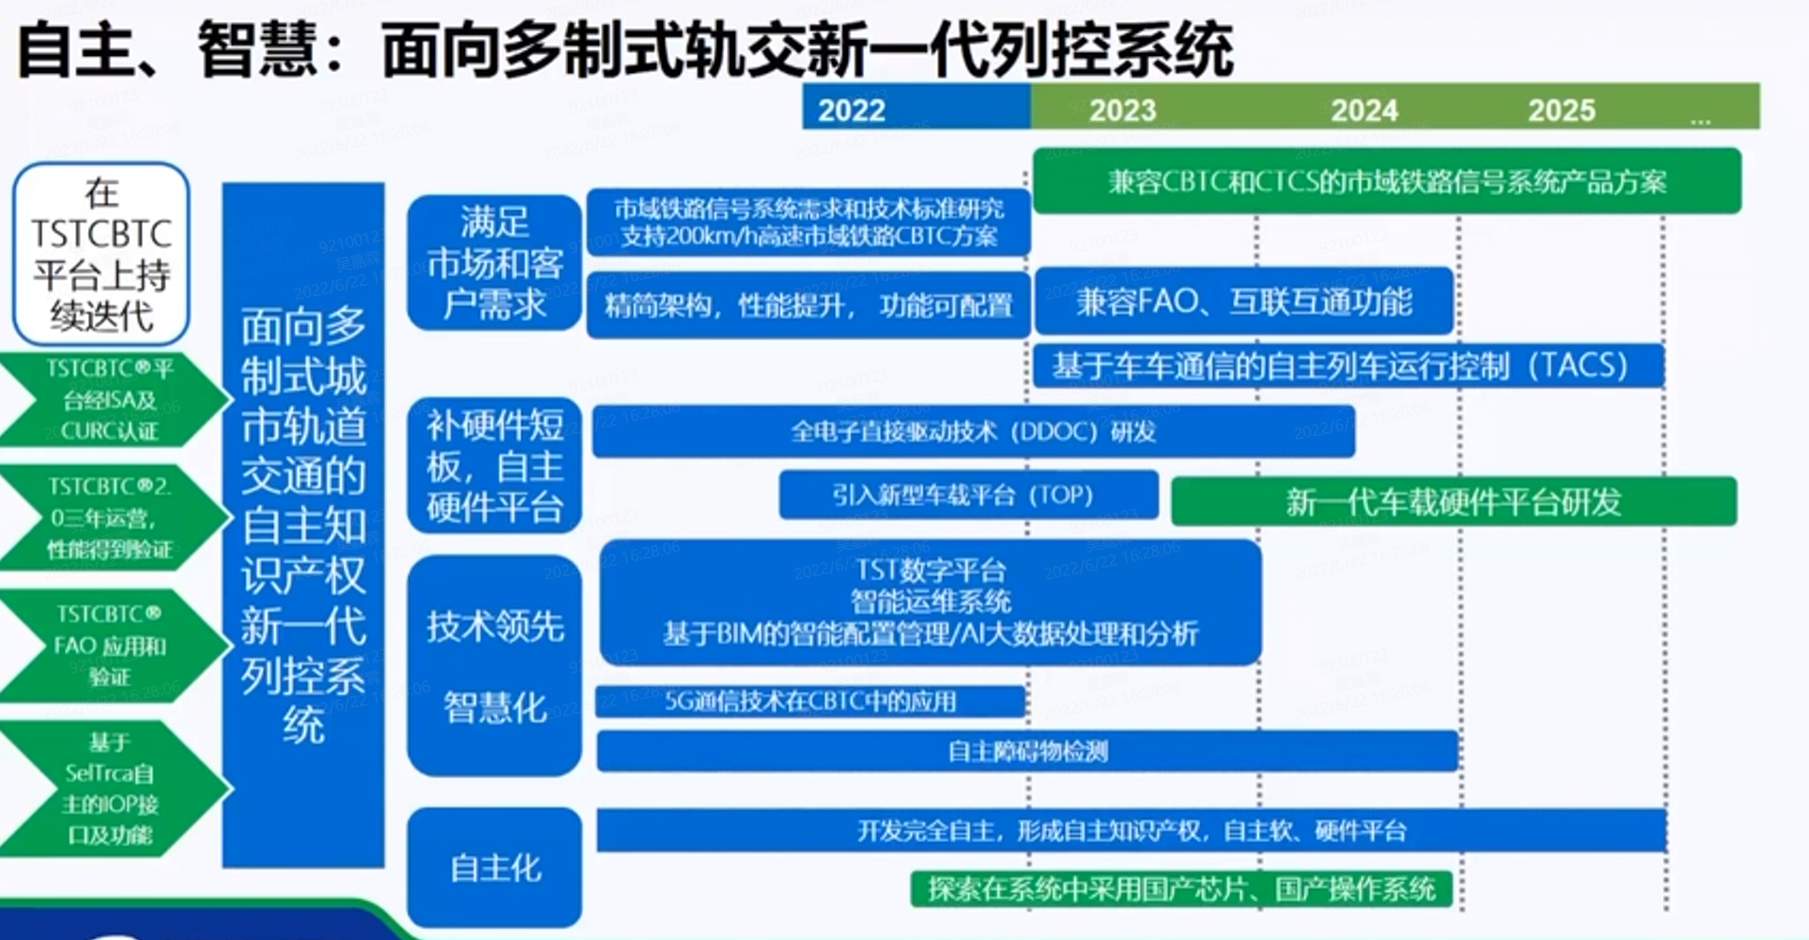 自主、智慧：面向多制式轨交新一代列控系统
2022
2023
2024
2025
...
在
TSTCBTC
平台上持
续迭代
TSTCBTC®平
台经ISA及
CURC认证
TSTCBTC®2.
0三年运营，
性能得到验证
TSTCBTC®
FAO 应用和
验证
基于
SelTrca自
主的IOP接
口及功能
面向多
制式城
市轨道
交通的
自主知
识产权
新一代
列控系
统
满足
市场和客
户需求
市域铁路信号系统需求和技术标准研究
支持200km/h高速市域铁路CBTC方案
兼容CBTC和CTCS的市域铁路信号系统产品方案
精简架构，性能提升， 功能可配置
兼容FAO、互联互通功能
基于车车通信的自主列车运行控制（TACS）
补硬件短
板，自主
硬件平台
全电子直接驱动技术（DDOC）研发
引入新型车载平台（TOP）
新一代车载硬件平台研发
技术领先
智慧化
TST数字平台
智能运维系统
基于BIM的智能配置管理/AI大数据处理和分析
5G通信技术在CBTC中的应用
自主障碍物检测
自主化
开发完全自主，形成自主知识产权，自主软、硬件平台
探索在系统中采用国产芯片、国产操作系统
92100123
2022/6/22 16:28:06